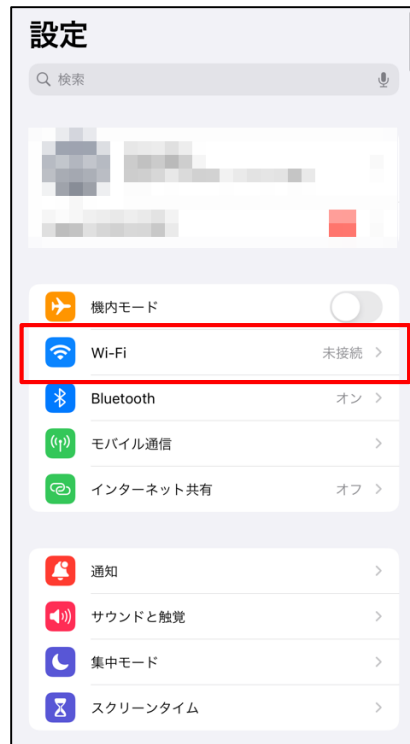 設定
検索
機内モード
Wi-Fi 未接続
Bluetooth オン
モバイル通信
インターネット共有 オフ
通知
サウンドと触覚
集中モード
スクリーンタイム